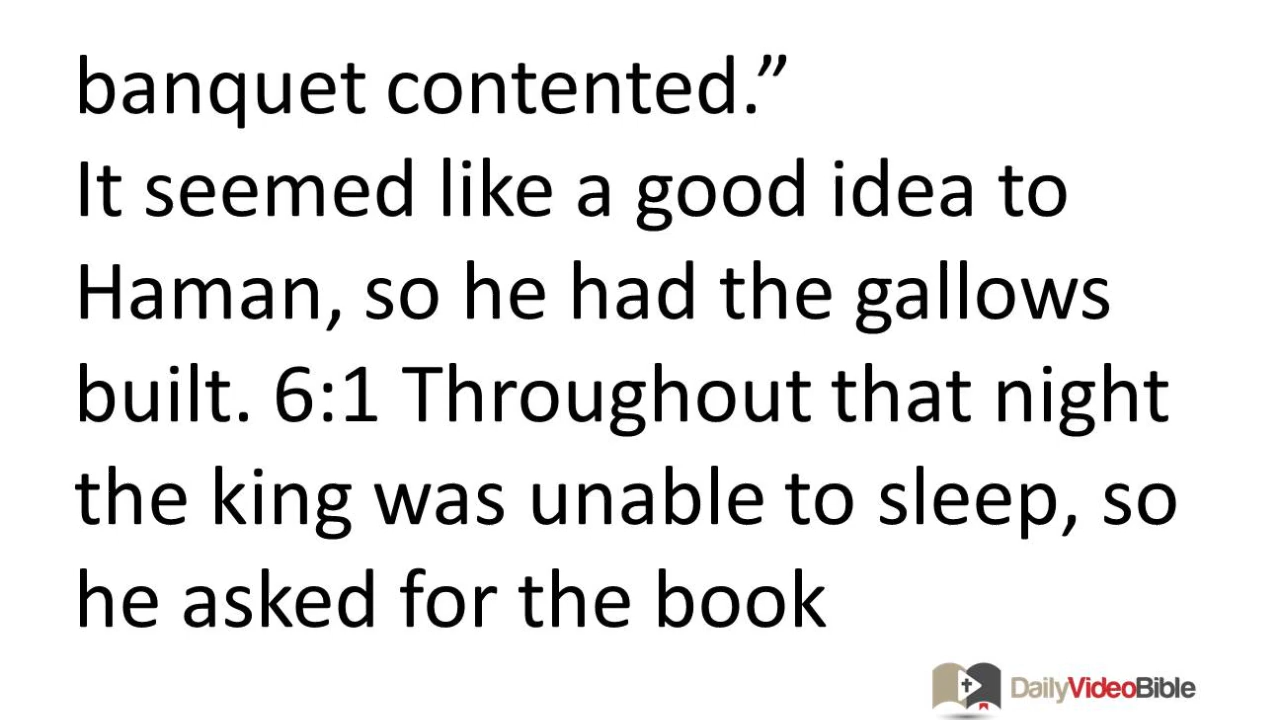 banquet contented.”
It seemed like a good idea to
Haman, so he had the gallows
built. 6:1 Throughout that night
the king was unable to sleep, so
he asked for the book
DailyVideoBible